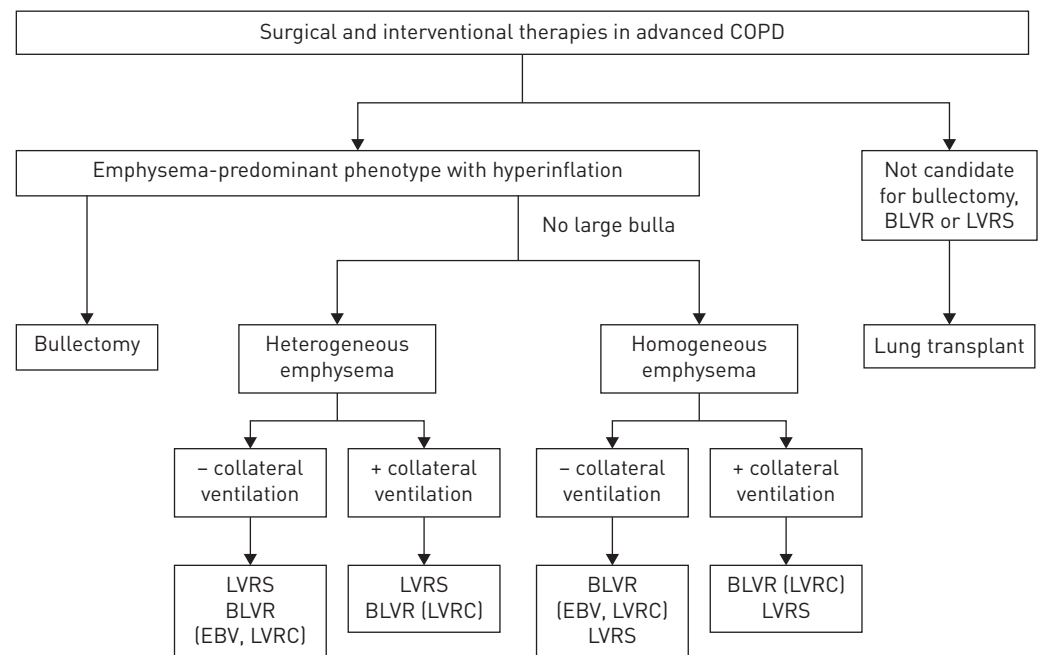 Surgical and interventional therapies in advanced COPD
Emphysema-predominant phenotype with hyperinflation
Not candidate
for bullectomy,
BLVR or LVRS
No large bulla
Bullectomy
Heterogeneous
emphysema
Homogeneous
emphysema
Lung transplant
– collateral
ventilation
+ collateral
ventilation
– collateral
ventilation
+ collateral
ventilation
LVRS
BLVR
(EBV, LVRC)
LVRS
BLVR (LVRC)
BLVR
(EBV, LVRC)
LVRS
BLVR (LVRC)
LVRS